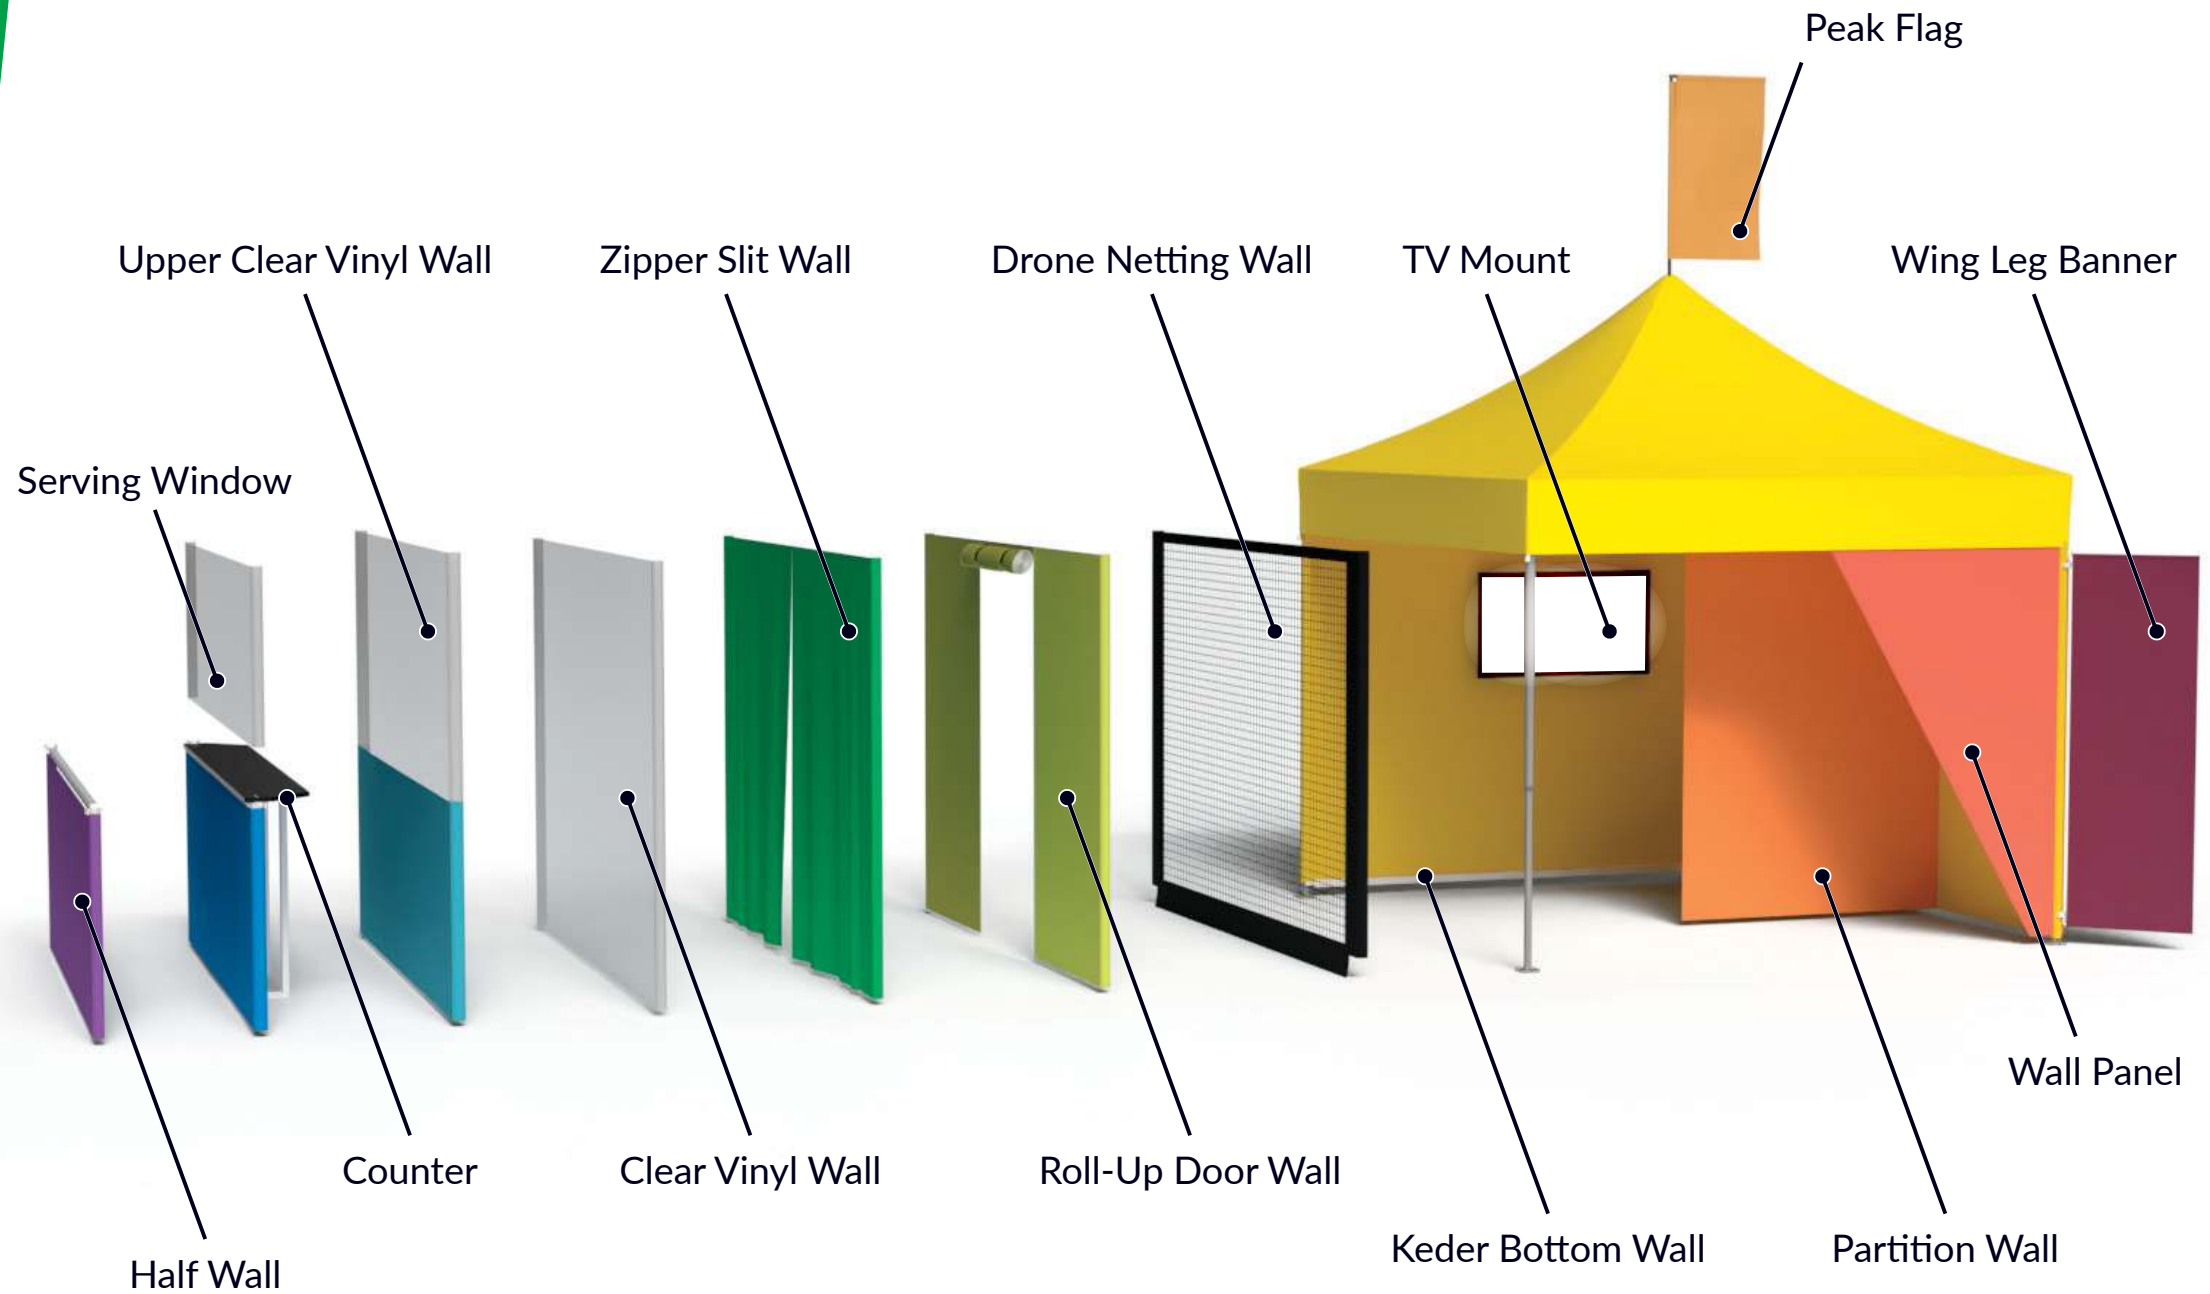 Peak Flag
Upper Clear Vinyl Wall
Zipper Slit Wall
Drone Netting Wall
TV Mount
Wing Leg Banner
Serving Window
Wall Panel
Counter
Clear Vinyl Wall
Roll-Up Door Wall
Keder Bottom Wall
Partition Wall
Half Wall